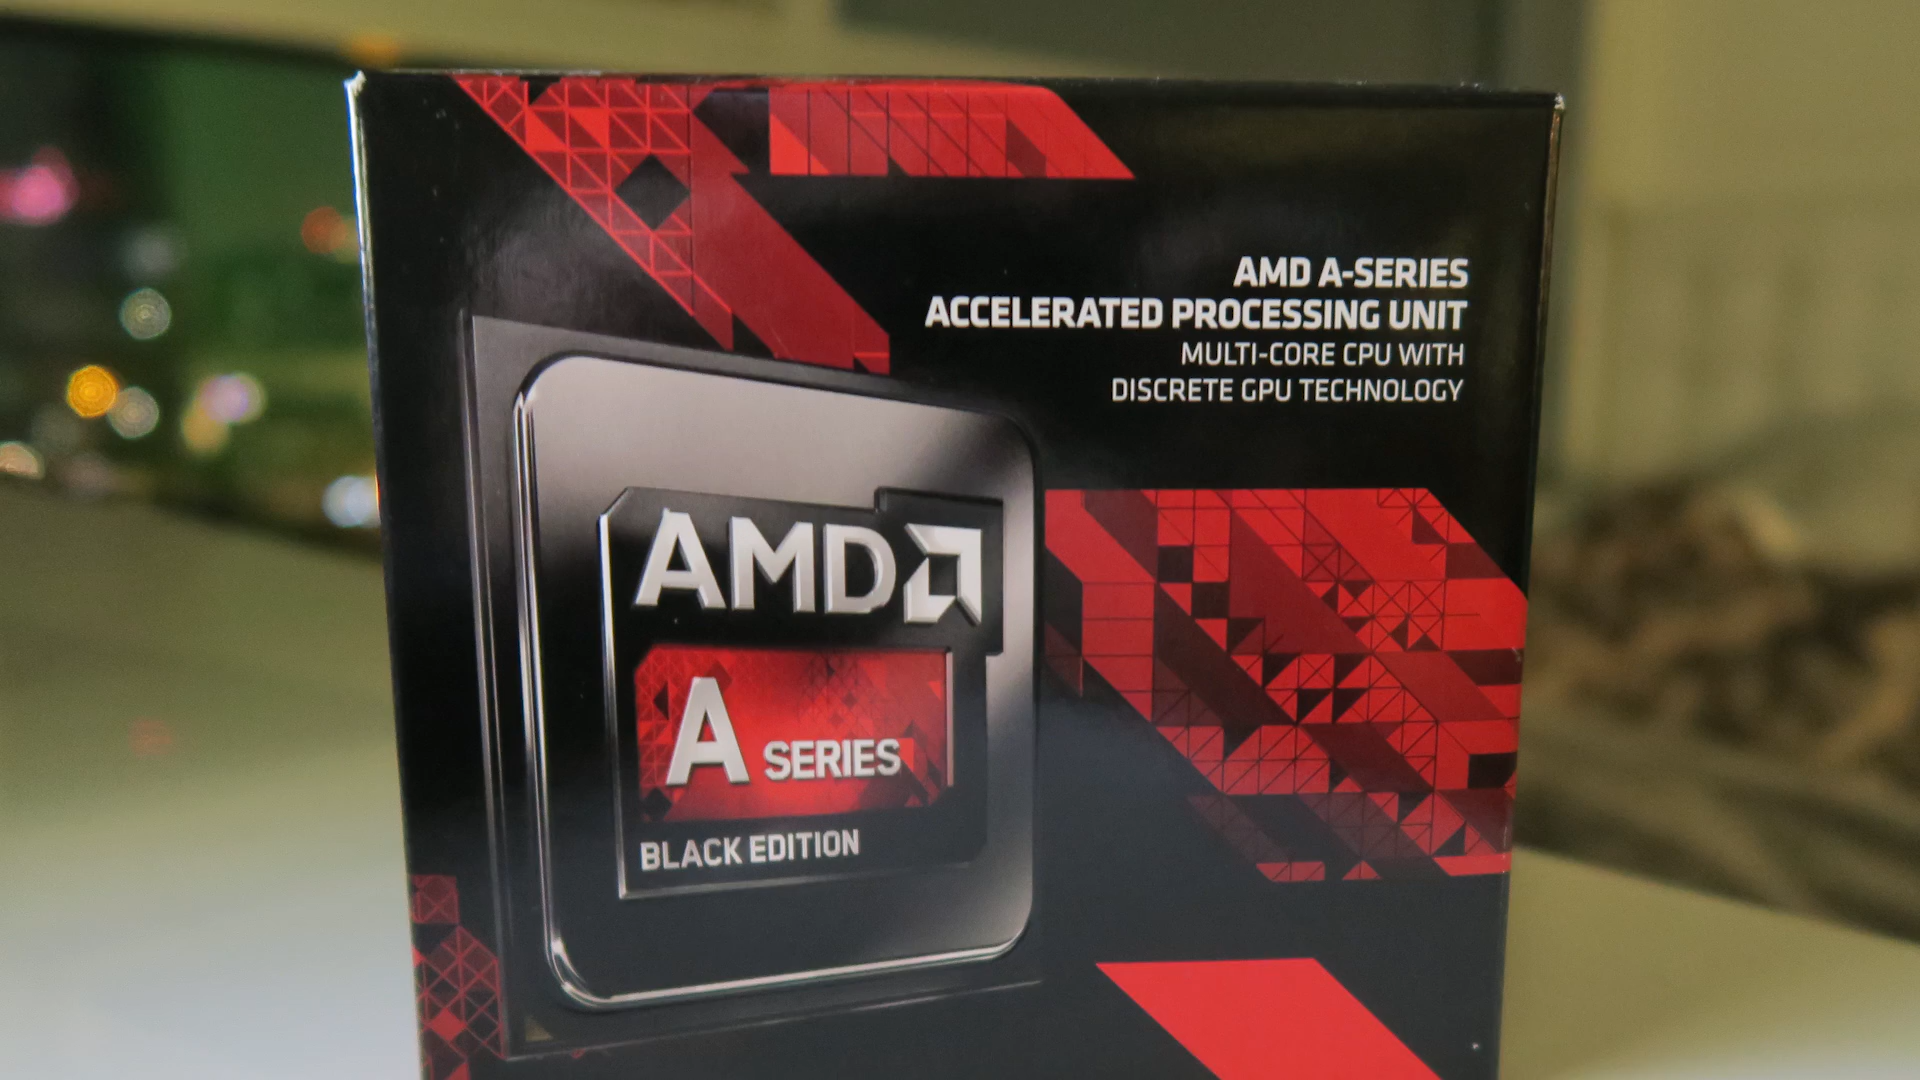 AMD A-SERIES
ACCELERATED PROCESSING UNIT
MULTI-CORE CPU WITH
DISCRETE GPU TECHNOLOGY
AMD
A SERIES
BLACK EDITION